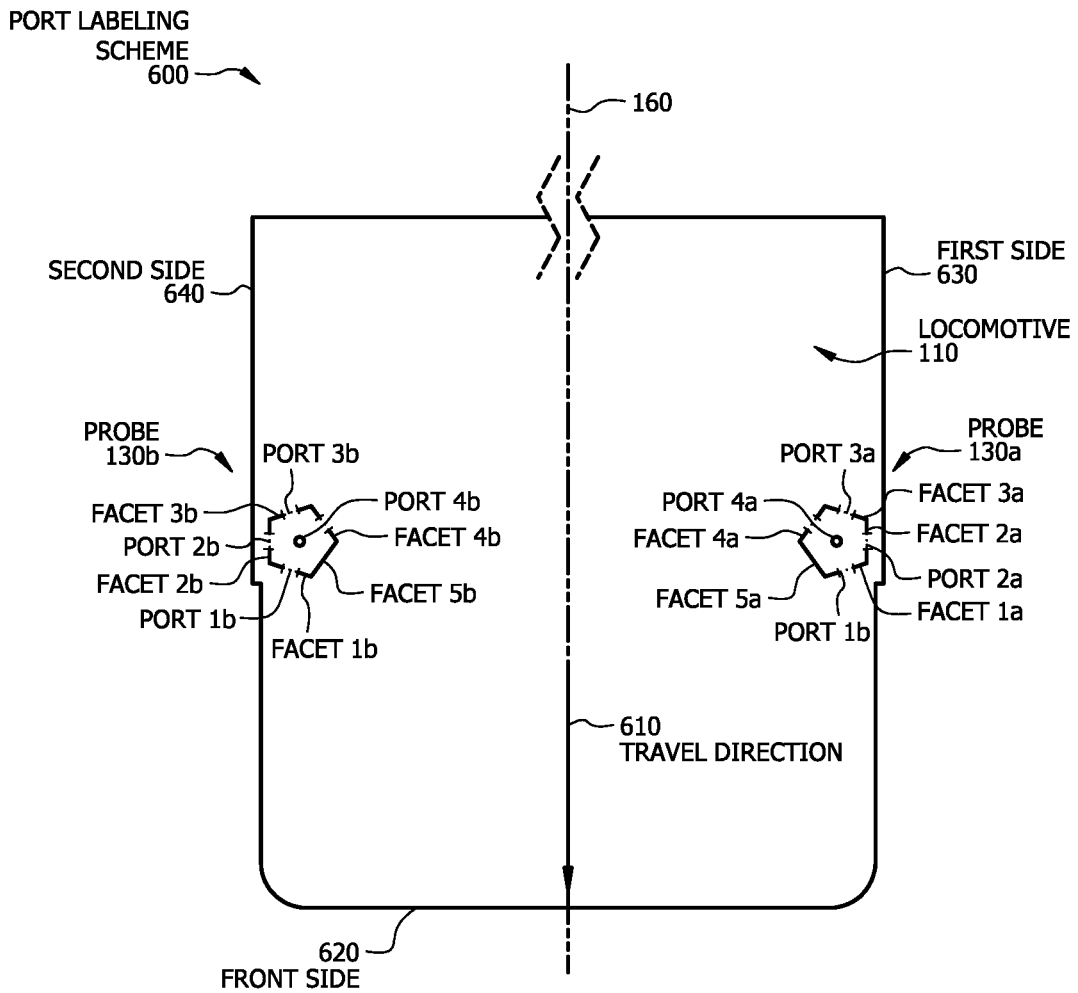 PORT LABELING
SCHEME
600
160
SECOND SIDE
640
FIRST SIDE
630
LOCOMOTIVE
110
PROBE
130b
PORT 3b
FACET 3b
PORT 4b
PORT 2b
FACET 4b
FACET 2b
FACET 5b
PORT 1b
FACET 1b
PROBE
130a
PORT 3a
PORT 4a
FACET 3a
FACET 4a
FACET 2a
PORT 2a
FACET 5a
FACET 1a
PORT 1b
610
TRAVEL DIRECTION
620
FRONT SIDE